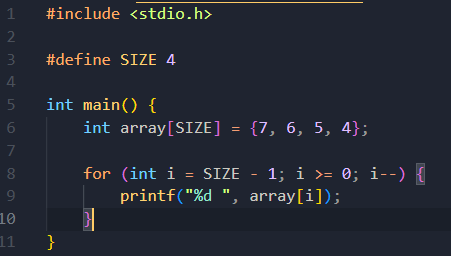 1 #include <stdio.h>
2
3 #define SIZE 4
4
5 int main() {
6     int array[SIZE] = {7, 6, 5, 4};
7
8     for (int i = SIZE - 1; i >= 0; i--) {
9         printf("%d ", array[i]);
10     }
11 }